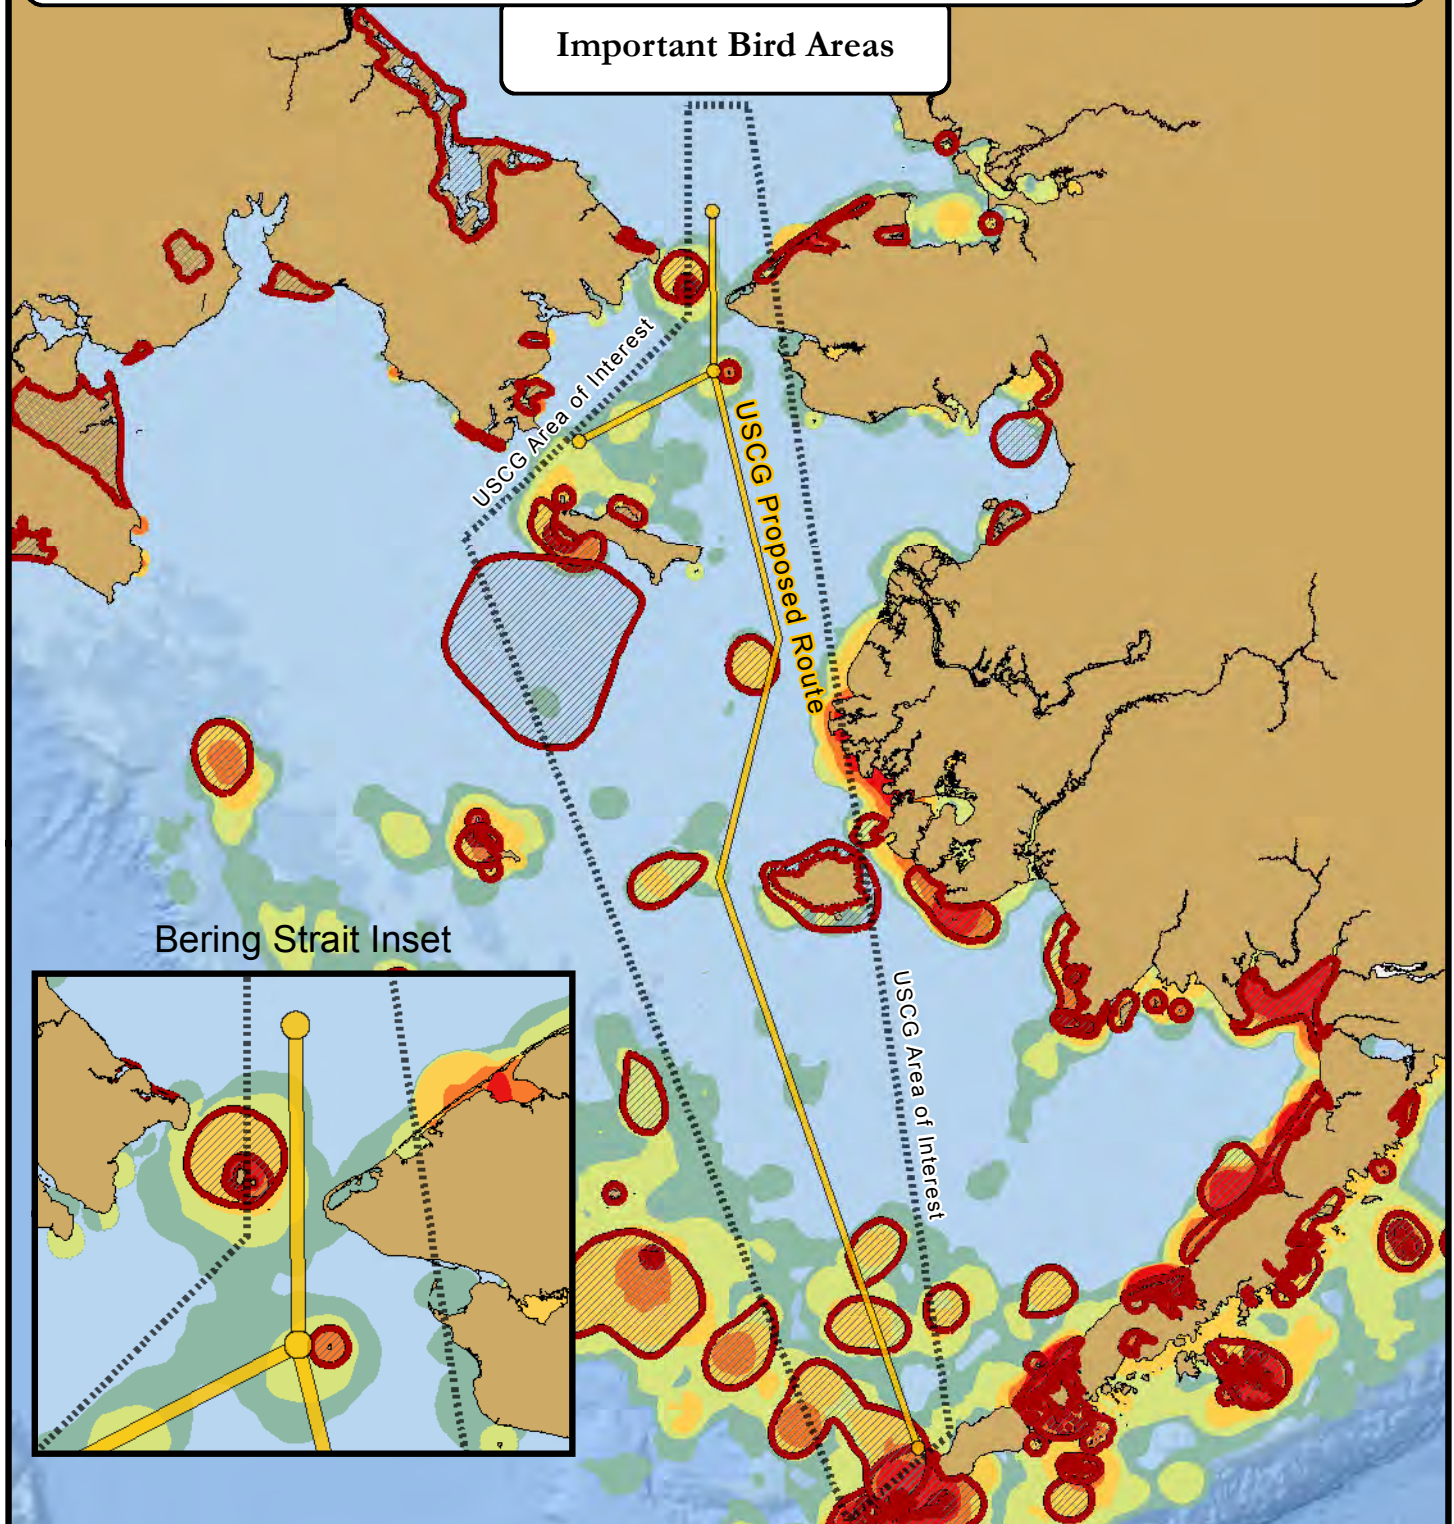 Important Bird Areas
USCG Area of Interest
USCG Proposed Route
USCG Area of Interest
Bering Strait Inset